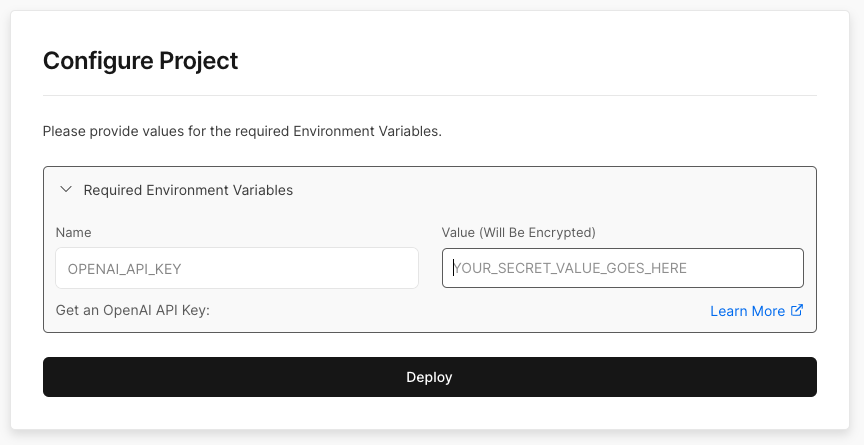 Configure Project
Please provide values for the required Environment Variables.
Required Environment Variables
Name
Value (Will Be Encrypted)
OPENAI_API_KEY
YOUR_SECRET_VALUE_GOES_HERE
Get an OpenAI API Key:
Learn More
Deploy